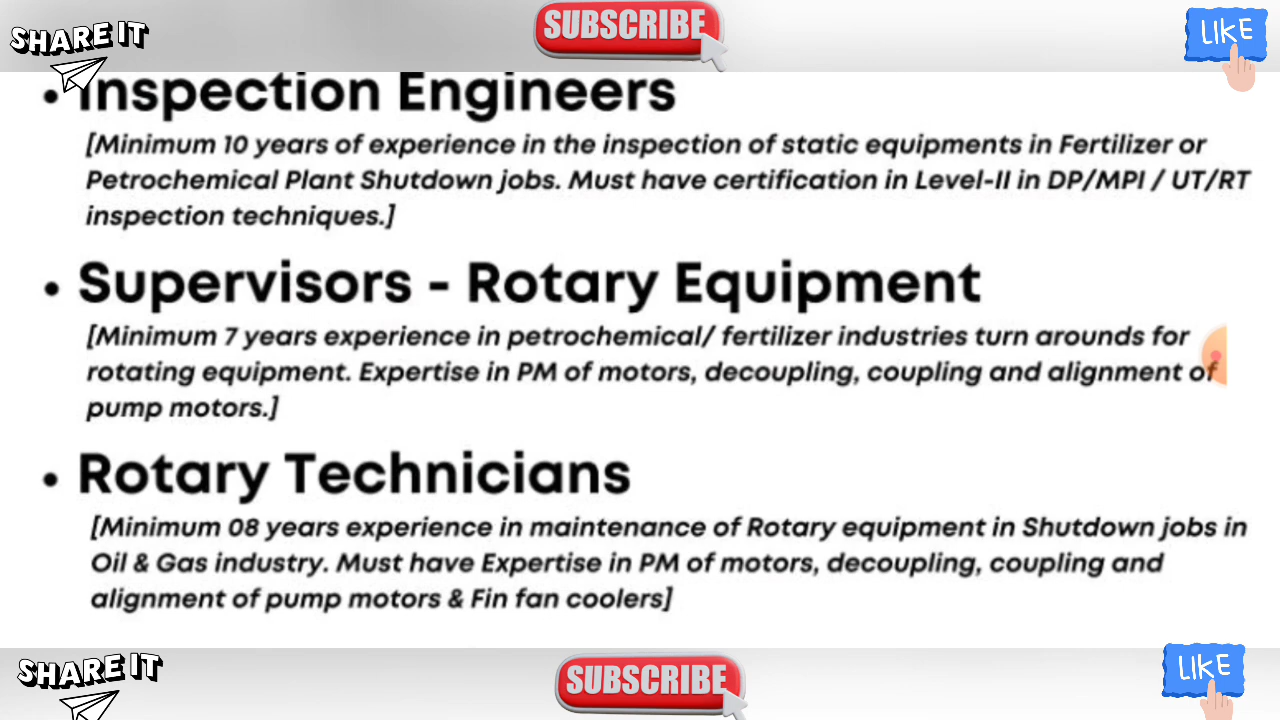 SHARE IT
SUBSCRIBE
LIKE
• Inspection Engineers
[Minimum 10 years of experience in the inspection of static equipments in Fertilizer or
Petrochemical Plant Shutdown jobs. Must have certification in Level-II in DP/MPI / UT/RT
inspection techniques.]
• Supervisors - Rotary Equipment
[Minimum 7 years experience in petrochemical/ fertilizer industries turn arounds for
rotating equipment. Expertise in PM of motors, decoupling, coupling and alignment of
pump motors.]
• Rotary Technicians
[Minimum 08 years experience in maintenance of Rotary equipment in Shutdown jobs in
Oil & Gas industry. Must have Expertise in PM of motors, decoupling, coupling and
alignment of pump motors & Fin fan coolers]
SHARE IT
SUBSCRIBE
LIKE